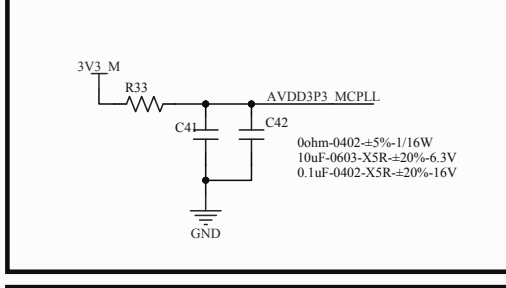 3V3_M
R33
AVDD3P3_MCPLL
C41
C42
0ohm-0402-±5%-1/16W
10uF-0603-X5R-±20%-6.3V
0.1uF-0402-X5R-±20%-16V
GND